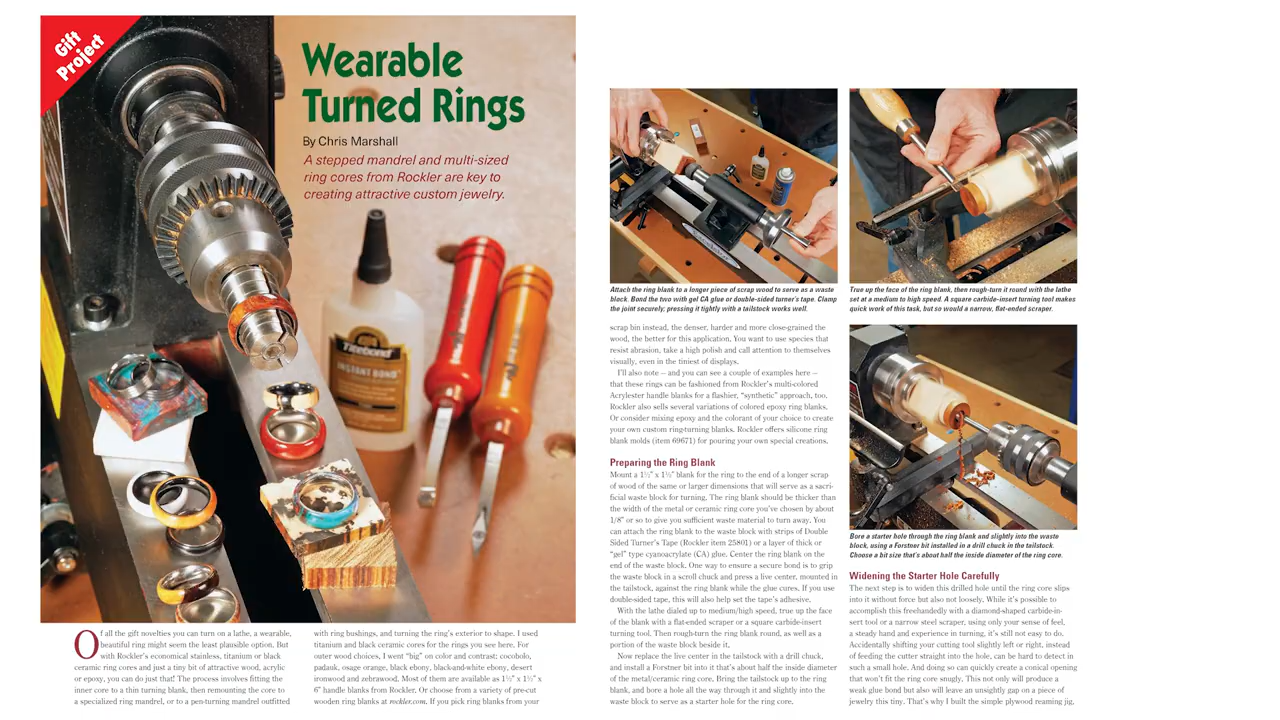 Gift
Project
Wearable
Turned Rings
By Chris Marshall
A stepped mandrel and multi-sized
ring cores from Rockler are key to
creating attractive custom jewelry.
Titebond
INSTANT BOND
Of all the gift novelties you can turn on a lathe, a wearable,
beautiful ring might seem the least plausible option. But
with Rockler's economical stainless, titanium or black
ceramic ring cores and just a tiny bit of attractive wood, acrylic
or epoxy, you can do just that! The process involves fitting the
inner core to a thin turning blank, then remounting the core to
a specialized ring mandrel, or to a pen-turning mandrel outfitted
with ring bushings, and turning the ring's exterior to shape. I used
titanium and black ceramic cores for the rings you see here. For
outer wood choices, I went "big" on color and contrast: cocobolo,
padauk, osage orange, black ebony, black-and-white ebony, desert
ironwood and zebrawood. Most of them are available as 1½" x 1½" x
6" handle blanks from Rockler. Or choose from a variety of pre-cut
wooden ring blanks at rockler.com. If you pick ring blanks from your
Attach the ring blank to a longer piece of scrap wood to serve as a waste
block. Bond the two with gel CA glue or double-sided turner's tape. Clamp
the joint securely; pressing it tightly with a tailstock works well.
scrap bin instead, the denser, harder and more close-grained the
wood, the better for this application. You want to use species that
resist abrasion, take a high polish and call attention to themselves
visually, even in the tiniest of displays.
I'll also note – and you can see a couple of examples here –
that these rings can be fashioned from Rockler's multi-colored
Acrylester handle blanks for a flashier, "synthetic" approach, too.
Rockler also sells several variations of colored epoxy ring blanks.
Or consider mixing epoxy and the colorant of your choice to create
your own custom ring-turning blanks. Rockler offers silicone ring
blank molds (item 69671) for pouring your own special creations.
Preparing the Ring Blank
Mount a 1½" x 1½" blank for the ring to the end of a longer scrap
of wood of the same or larger dimensions that will serve as a sacri-
ficial waste block for turning. The ring blank should be thicker than
the width of the metal or ceramic ring core you've chosen by about
1/8" or so to give you sufficient waste material to turn away. You
can attach the ring blank to the waste block with strips of Double
Sided Turner's Tape (Rockler item 25801) or a layer of thick or
"gel" type cyanoacrylate (CA) glue. Center the ring blank on the
end of the waste block. One way to ensure a secure bond is to grip
the waste block in a scroll chuck and press a live center, mounted in
the tailstock, against the ring blank while the glue cures. If you use
double-sided tape, this will also help set the tape's adhesive.
With the lathe dialed up to medium/high speed, true up the face
of the blank with a flat-ended scraper or a square carbide-insert
turning tool. Then rough-turn the ring blank round, as well as a
portion of the waste block beside it.
Now replace the live center in the tailstock with a drill chuck,
and install a Forstner bit into it that's about half the inside diameter
of the metal/ceramic ring core. Bring the tailstock up to the ring
blank, and bore a hole all the way through it and slightly into the
waste block to serve as a starter hole for the ring core.
True up the face of the ring blank, then rough-turn it round with the lathe
set at a medium to high speed. A square carbide-insert turning tool makes
quick work of this task, but so would a narrow, flat-ended scraper.
Bore a starter hole through the ring blank and slightly into the waste
block, using a Forstner bit installed in a drill chuck in the tailstock.
Choose a bit size that's about half the inside diameter of the ring core.
Widening the Starter Hole Carefully
The next step is to widen this drilled hole until the ring core slips
into it without force but also not loosely. While it's possible to
accomplish this freehandedly with a diamond-shaped carbide-in-
sert tool or a narrow steel scraper, using only your sense of feel,
a steady hand and experience in turning, it's still not easy to do.
Accidentally shifting your cutting tool slightly left or right, instead
of feeding the cutter straight into the hole, can be hard to detect in
such a small hole. And doing so can quickly create a conical opening
that won't fit the ring core snugly. This not only will produce a
weak glue bond but also will leave an unsightly gap on a piece of
jewelry this tiny. That's why I built the simple plywood reaming jig,